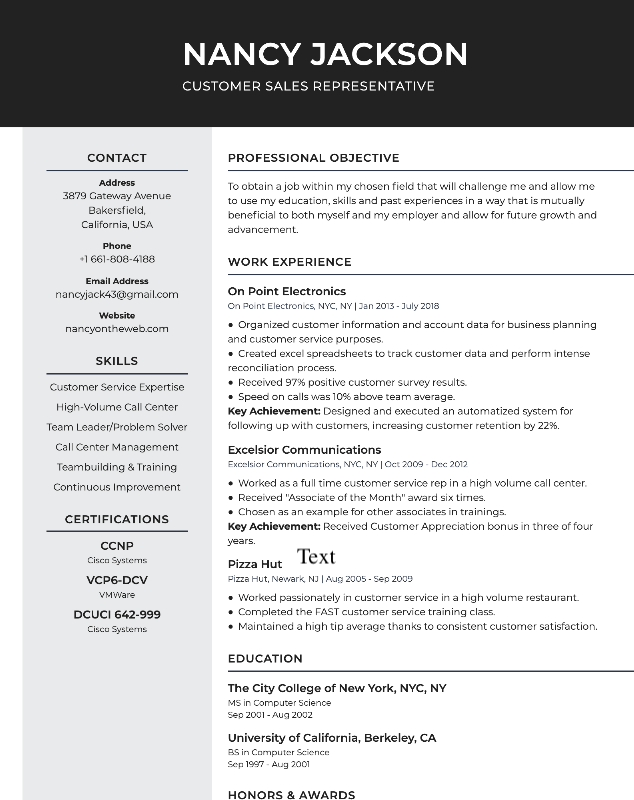 NANCY JACKSON
CUSTOMER SALES REPRESENTATIVE
CONTACT
Address
3879 Gateway Avenue
Bakersfield,
California, USA
Phone
+1 661-808-4188
Email Address
nancyjack43@gmail.com
Website
nancyontheweb.com
SKILLS
Customer Service Expertise
High-Volume Call Center
Team Leader/Problem Solver
Call Center Management
Teambuilding & Training
Continuous Improvement
CERTIFICATIONS
CCNP
Cisco Systems
VCP6-DCV
VMWare
DCUCI 642-999
Cisco Systems
PROFESSIONAL OBJECTIVE
To obtain a job within my chosen field that will challenge me and allow me
to use my education, skills and past experiences in a way that is mutually
beneficial to both myself and my employer and allow for future growth and
advancement.
WORK EXPERIENCE
On Point Electronics
On Point Electronics, NYC, NY | Jan 2013 - July 2018
● Organized customer information and account data for business planning
and customer service purposes.
● Created excel spreadsheets to track customer data and perform intense
reconciliation process.
● Received 97% positive customer survey results.
● Speed on calls was 10% above team average.
Key Achievement: Designed and executed an automatized system for
following up with customers, increasing customer retention by 22%.
Excelsior Communications
Excelsior Communications, NYC, NY | Oct 2009 - Dec 2012
● Worked as a full time customer service rep in a high volume call center.
● Received "Associate of the Month" award six times.
● Chosen as an example for other associates in trainings.
Key Achievement: Received Customer Appreciation bonus in three of four
years.
Pizza Hut Text
Pizza Hut, Newark, NJ | Aug 2005 - Sep 2009
● Worked passionately in customer service in a high volume restaurant.
● Completed the FAST customer service training class.
● Maintained a high tip average thanks to consistent customer satisfaction.
EDUCATION
The City College of New York, NYC, NY
MS in Computer Science
Sep 2001 - Aug 2002
University of California, Berkeley, CA
BS in Computer Science
Sep 1997 - Aug 2001
HONORS & AWARDS